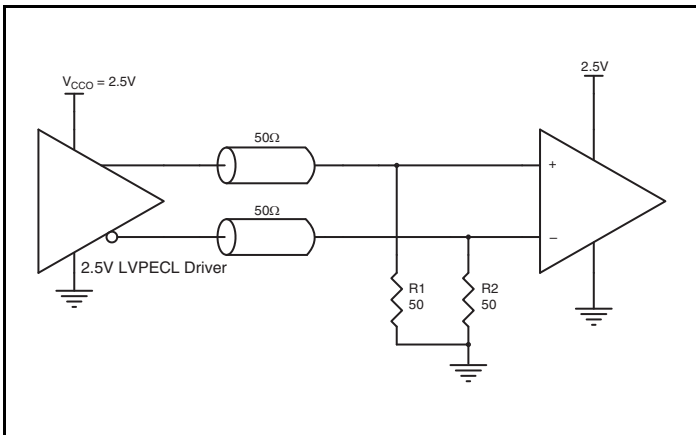 V_CCO = 2.5V
2.5V
50Ω
50Ω
+
−
2.5V LVPECL Driver
R1
50
R2
50